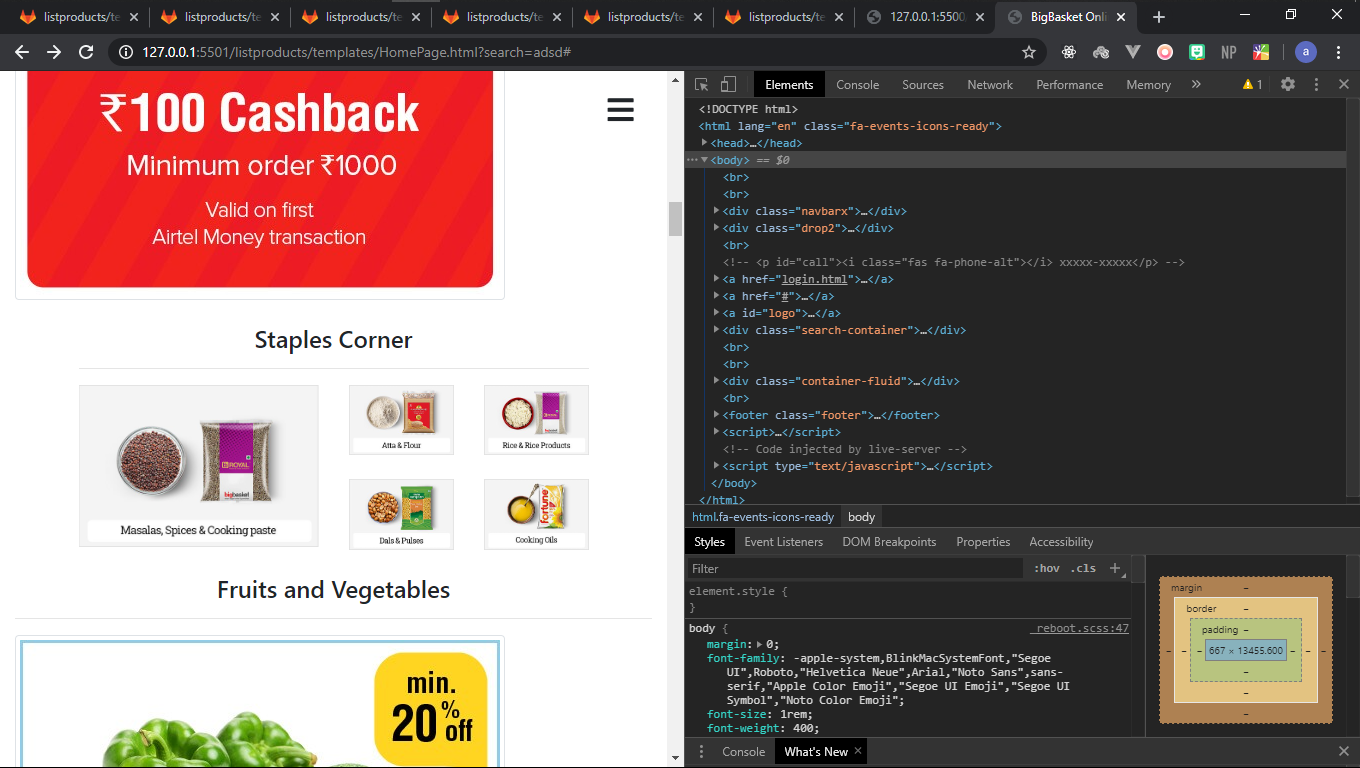 listproducts/te
listproducts/te
listproducts/te
listproducts/te
listproducts/te
listproducts/te
127.0.0.1:5500
BigBasket Onli
127.0.0.1:5501/listproducts/templates/HomePage.html?search=adsd#
NP
a
₹100 Cashback
Minimum order ₹1000
Valid on first
Airtel Money transaction
Staples Corner
Masalas, Spices & Cooking paste
ROYAL
bigbasket
Atta & Flour
Rice & Rice Products
Dals & Pulses
fortune
Cooking Oils
Fruits and Vegetables
min.
20% off
Elements
Console
Sources
Network
Performance
Memory
»
1
<!DOCTYPE html>
<html lang="en" class="fa-events-icons-ready">
<head>…</head>
<body> == $0
<br>
<br>
<div class="navbarx">…</div>
<div class="drop2">…</div>
<br>
<!-- <p id="call"><i class="fas fa-phone-alt"></i> xxxxx-xxxxx</p> -->
<a href="login.html">…</a>
<a href="#">…</a>
<a id="logo">…</a>
<div class="search-container">…</div>
<br>
<br>
<div class="container-fluid">…</div>
<br>
<footer class="footer">…</footer>
<script>…</script>
<!-- Code injected by live-server -->
<script type="text/javascript">…</script>
</body>
</html>
html.fa-events-icons-ready body
Styles Event Listeners DOM Breakpoints Properties Accessibility
Filter :hov .cls +
element.style {
}
body { _reboot.scss:47
margin: 0;
font-family: -apple-system,BlinkMacSystemFont,"Segoe
UI",Roboto,"Helvetica Neue",Arial,"Noto Sans",sans-
serif,"Apple Color Emoji","Segoe UI Emoji","Segoe UI
Symbol","Noto Color Emoji";
font-size: 1rem;
font-weight: 400;
margin –
border –
padding –
– – – 667 × 13455.600 – – –
–
–
–
Console What's New